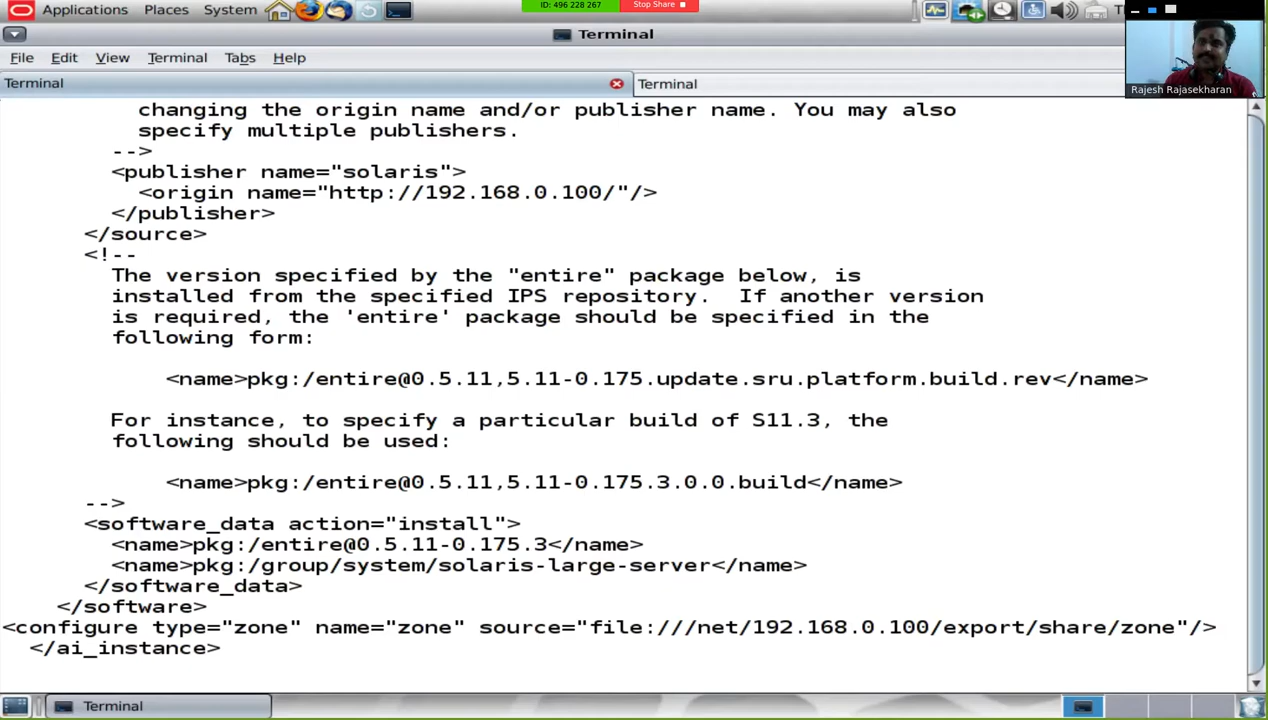 Applications Places System
ID: 496 228 267 Stop Share
Terminal
File Edit View Terminal Tabs Help
Terminal
Terminal
Rajesh Rajasekharan
changing the origin name and/or publisher name. You may also
specify multiple publishers.
-->
<publisher name="solaris">
<origin name="http://192.168.0.100/"/>
</publisher>
</source>
<!--
The version specified by the "entire" package below, is
installed from the specified IPS repository.  If another version
is required, the 'entire' package should be specified in the
following form:
<name>pkg:/entire@0.5.11,5.11-0.175.update.sru.platform.build.rev</name>
For instance, to specify a particular build of S11.3, the
following should be used:
<name>pkg:/entire@0.5.11,5.11-0.175.3.0.0.build</name>
-->
<software_data action="install">
<name>pkg:/entire@0.5.11-0.175.3</name>
<name>pkg:/group/system/solaris-large-server</name>
</software_data>
</software>
<configure type="zone" name="zone" source="file:///net/192.168.0.100/export/share/zone"/>
</ai_instance>
Terminal